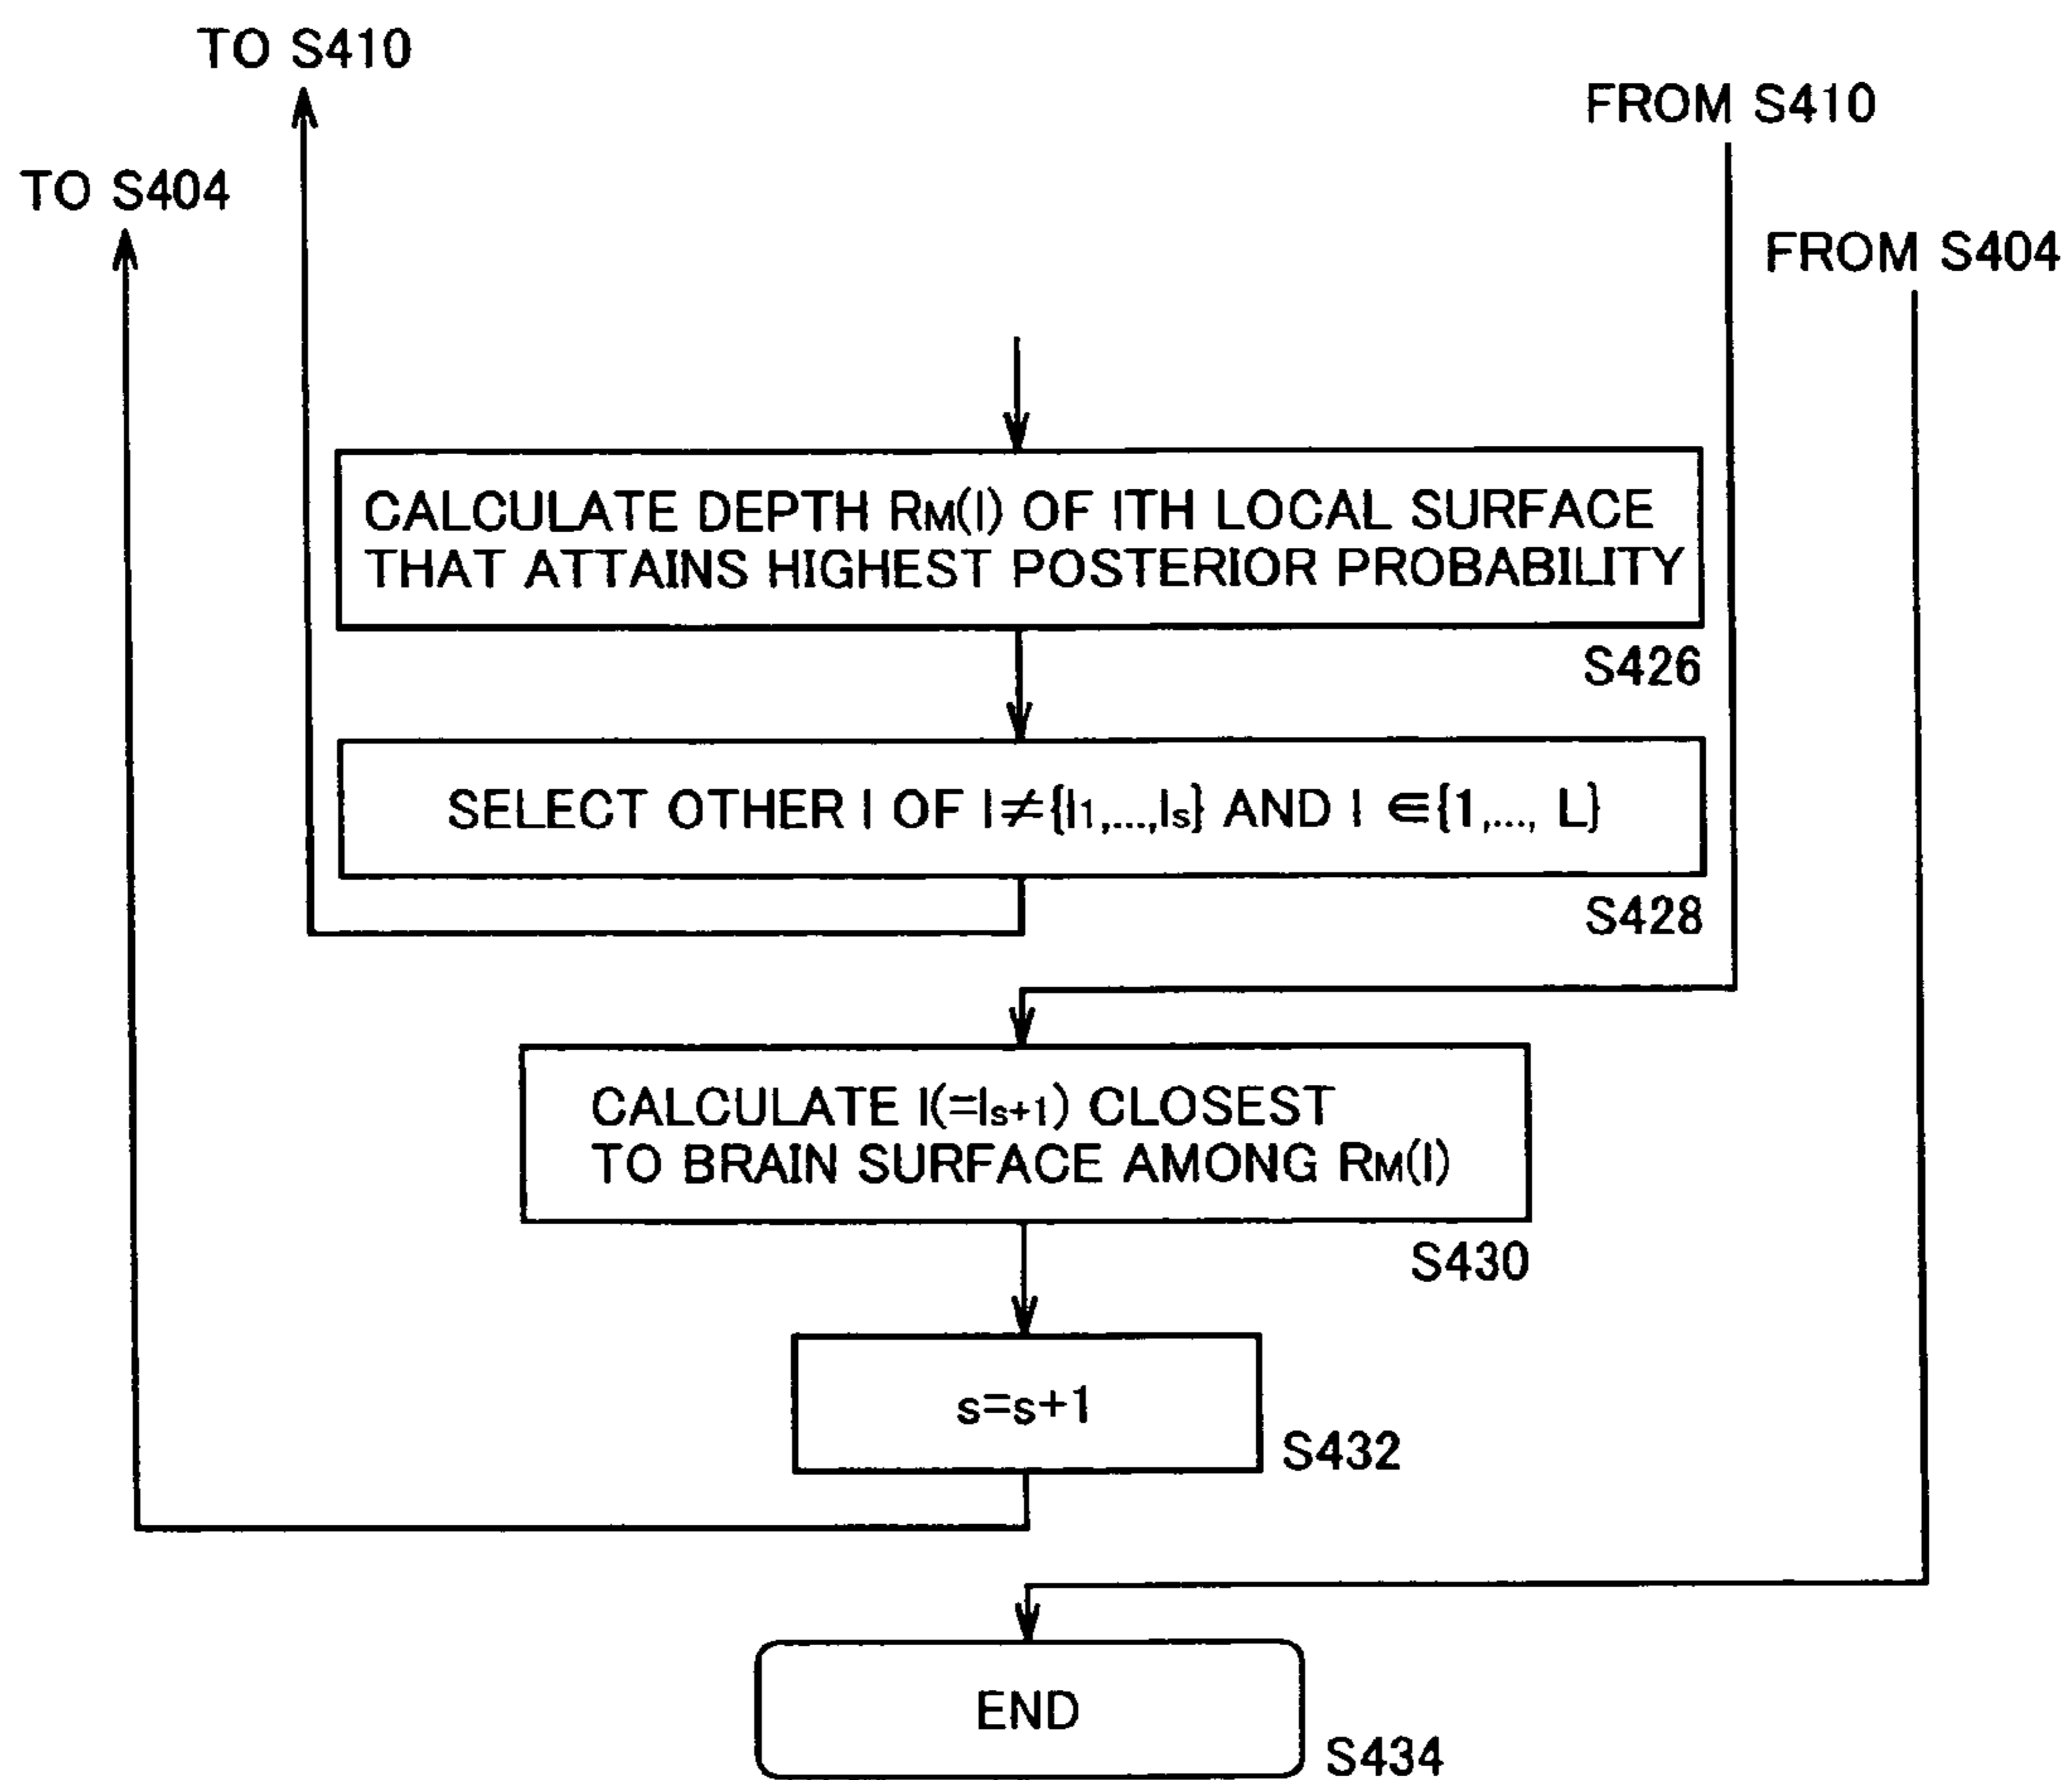 TO S410
FROM S410
TO S404
FROM S404
CALCULATE DEPTH RM(l) OF lTH LOCAL SURFACE
THAT ATTAINS HIGHEST POSTERIOR PROBABILITY
S426
SELECT OTHER l OF l≠{l1,...,ls} AND l ∈{1,..., L}
S428
CALCULATE l(=ls+1) CLOSEST
TO BRAIN SURFACE AMONG RM(l)
S430
s=s+1
S432
END
S434